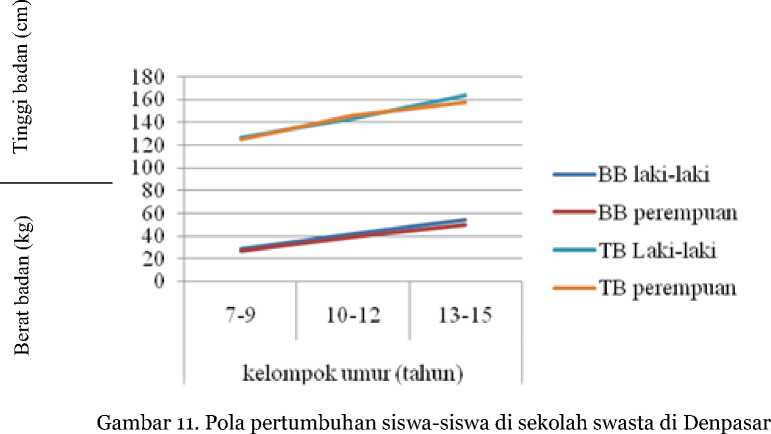 Tinggi badan (cm)
Berat badan (kg)
180
160
140
120
100
80
60
40
20
0
7-9 10-12 13-15
kelompok umur (tahun)
BB laki-laki
BB perempuan
TB Laki-laki
TB perempuan
Gambar 11. Pola pertumbuhan siswa-siswa di sekolah swasta di Denpasar